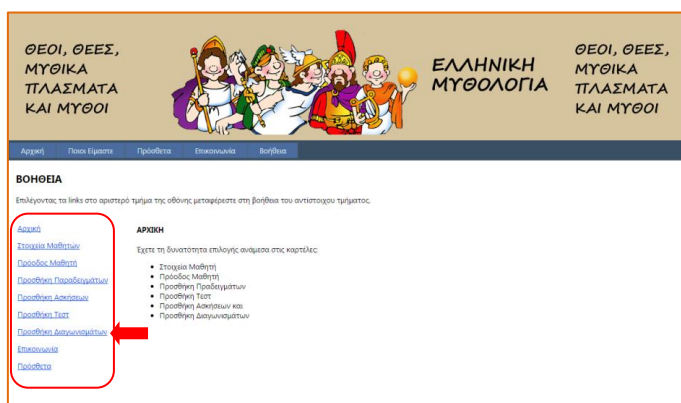 ΘΕΟΙ, ΘΕΕΣ,
ΜΥΘΙΚΑ
ΠΛΑΣΜΑΤΑ
ΚΑΙ ΜΥΘΟΙ
ΕΛΛΗΝΙΚΗ
ΜΥΘΟΛΟΓΙΑ
ΘΕΟΙ, ΘΕΕΣ,
ΜΥΘΙΚΑ
ΠΛΑΣΜΑΤΑ
ΚΑΙ ΜΥΘΟΙ
Αρχική Ποιοι Είμαστε Πρόσθετα Επικοινωνία Βοήθεια
ΒΟΗΘΕΙΑ
Επιλέγοντας τα links στο αριστερό τμήμα της οθόνης μεταφέρεστε στη βοήθεια του αντίστοιχου τμήματος.
Αρχική
Στοιχεία Μαθητών
Πρόοδος Μαθητή
Προσθήκη Παραδειγμάτων
Προσθήκη Ασκήσεων
Προσθήκη Τεστ
Προσθήκη Διαγωνισμάτων
Επικοινωνία
Πρόσθετα
ΑΡΧΙΚΗ
Έχετε τη δυνατότητα επιλογής ανάμεσα στις καρτέλες:
Στοιχεία Μαθητή
Πρόοδος Μαθητή
Προσθήκη Πραδειγμάτων
Προσθήκη Τεστ
Προσθήκη Ασκήσεων και
Προσθήκη Διαγωνισμάτων